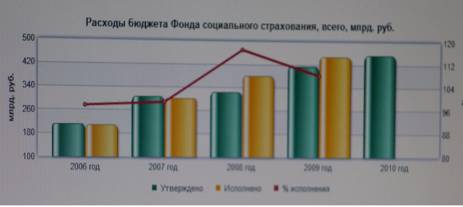 Расходы бюджета Фонда социального страхования, всего, млрд. руб.
млрд. руб.
500
420
340
260
180
100
120
112
104
96
88
80
%
2006 год
2007 год
2008 год
2009 год
2010 год
Утверждено
Исполнено
% исполнения